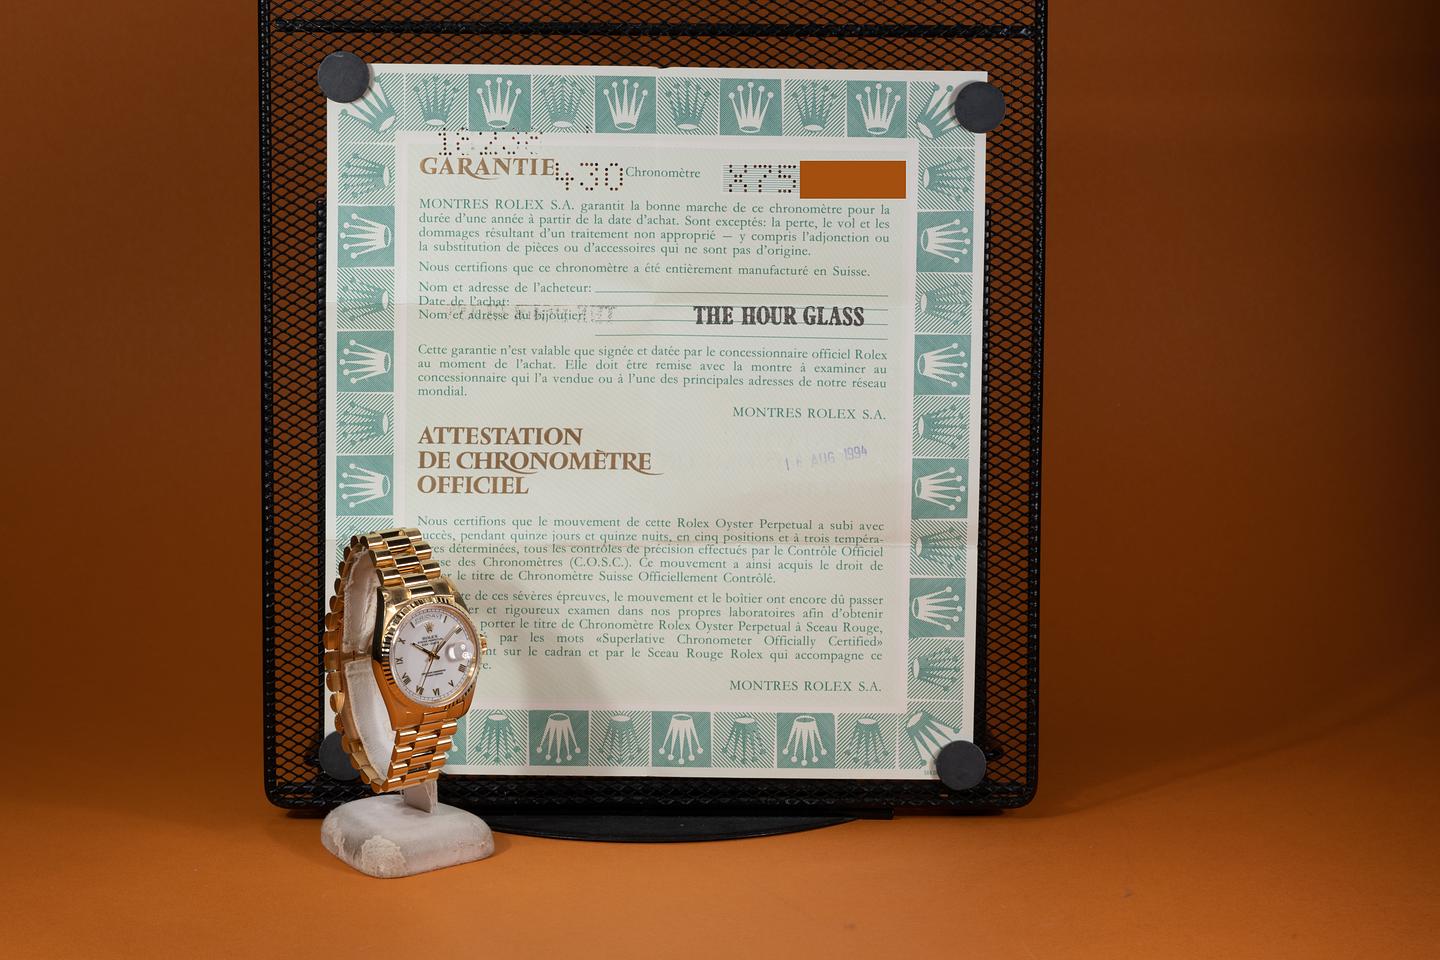 GARANTIE 430 Chronomètre X75
MONTRES ROLEX S.A. garantit la bonne marche de ce chronomètre pour la
durée d'une année à partir de la date d'achat. Sont exceptés: la perte, le vol et les
dommages résultant d'un traitement non approprié — y compris l'adjonction ou
la substitution de pièces ou d'accessoires qui ne sont pas d'origine.
Nous certifions que ce chronomètre a été entièrement manufacturé en Suisse.
Nom et adresse de l'acheteur:
Date de l'achat:
Nom et adresse du bijoutier:
THE HOUR GLASS
Cette garantie n'est valable que signée et datée par le concessionnaire officiel Rolex
au moment de l'achat. Elle doit être remise avec la montre à examiner au
concessionnaire qui l'a vendue ou à l'une des principales adresses de notre réseau
mondial.
MONTRES ROLEX S.A.
ATTESTATION
DE CHRONOMÈTRE
OFFICIEL
AUG 1994
Nous certifions que le mouvement de cette Rolex Oyster Perpetual a subi avec
succès, pendant quinze jours et quinze nuits, en cinq positions et à trois tempéra-
es déterminées, tous les contrôles de précision effectués par le Contrôle Officiel
se des Chronomètres (C.O.S.C.). Ce mouvement a ainsi acquis le droit de
r le titre de Chronomètre Suisse Officiellement Contrôlé.
te de ces sévères épreuves, le mouvement et le boîtier ont encore dû passer
er et rigoureux examen dans nos propres laboratoires afin d'obtenir
porter le titre de Chronomètre Rolex Oyster Perpetual à Sceau Rouge,
par les mots «Superlative Chronometer Officially Certified»
nt sur le cadran et par le Sceau Rouge Rolex qui accompagne ce
re.
MONTRES ROLEX S.A.
ROLEX